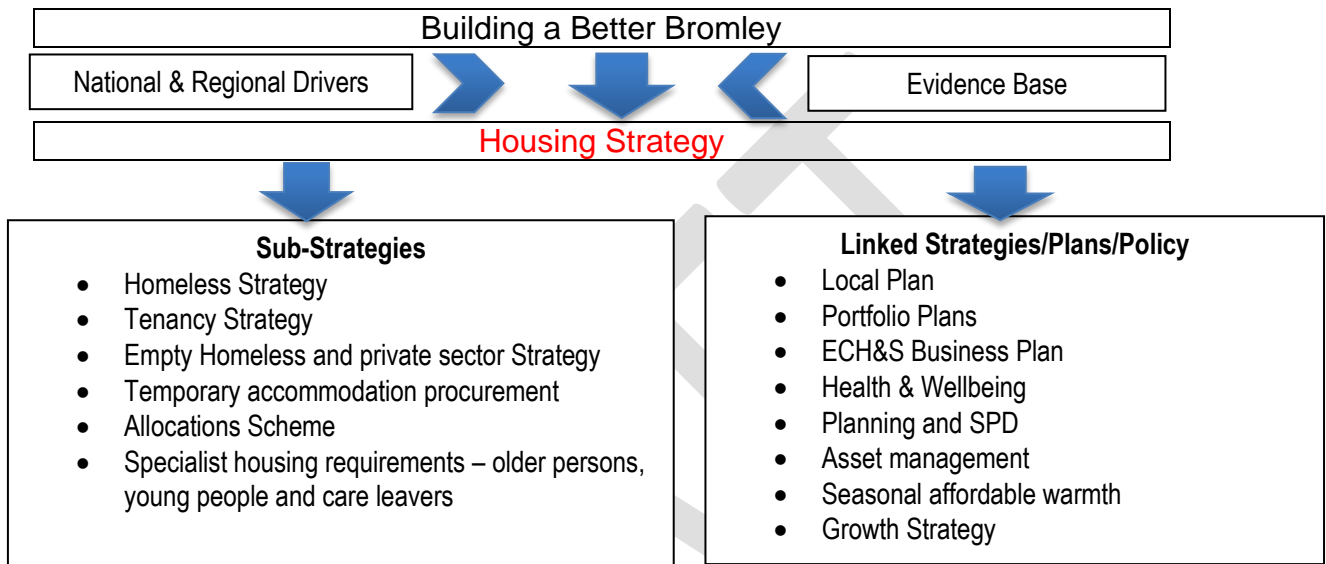 Building a Better Bromley
National & Regional Drivers
Evidence Base
Housing Strategy
Sub-Strategies
• Homeless Strategy
• Tenancy Strategy
• Empty Homeless and private sector Strategy
• Temporary accommodation procurement
• Allocations Scheme
• Specialist housing requirements – older persons,
young people and care leavers
Linked Strategies/Plans/Policy
• Local Plan
• Portfolio Plans
• ECH&S Business Plan
• Health & Wellbeing
• Planning and SPD
• Asset management
• Seasonal affordable warmth
• Growth Strategy